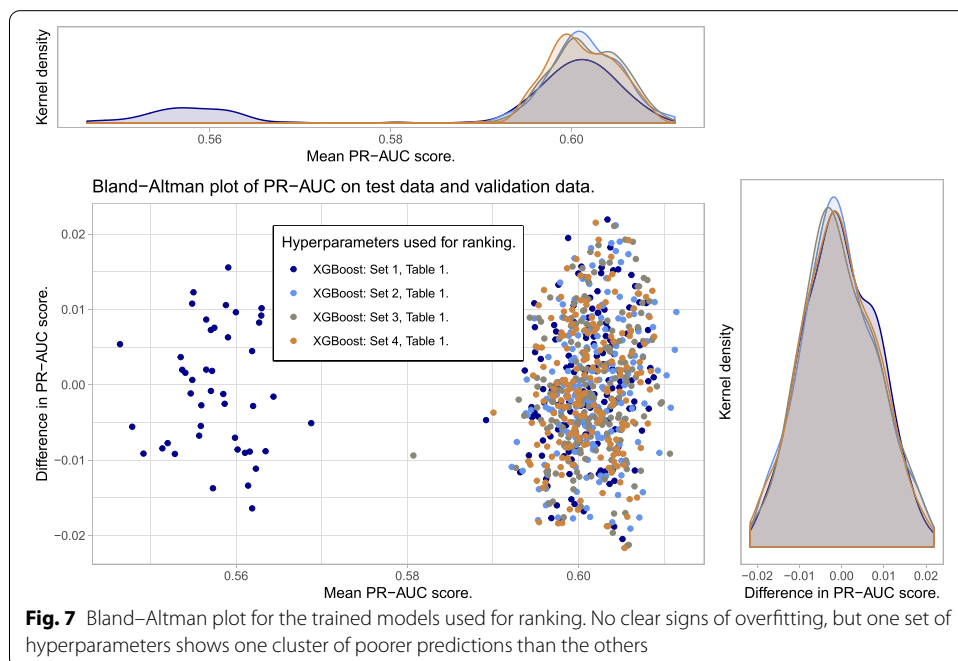 Kernel density
0.56 0.58 0.60
Mean PR−AUC score.
Bland−Altman plot of PR−AUC on test data and validation data.
Difference in PR−AUC score.
0.02
0.01
0.00
−0.01
−0.02
Hyperparameters used for ranking.
XGBoost: Set 1, Table 1.
XGBoost: Set 2, Table 1.
XGBoost: Set 3, Table 1.
XGBoost: Set 4, Table 1.
0.56 0.58 0.60
Mean PR−AUC score.
Kernel density
−0.02 −0.01 0.00 0.01 0.02
Difference in PR−AUC score.
Fig. 7 Bland–Altman plot for the trained models used for ranking. No clear signs of overfitting, but one set of
hyperparameters shows one cluster of poorer predictions than the others